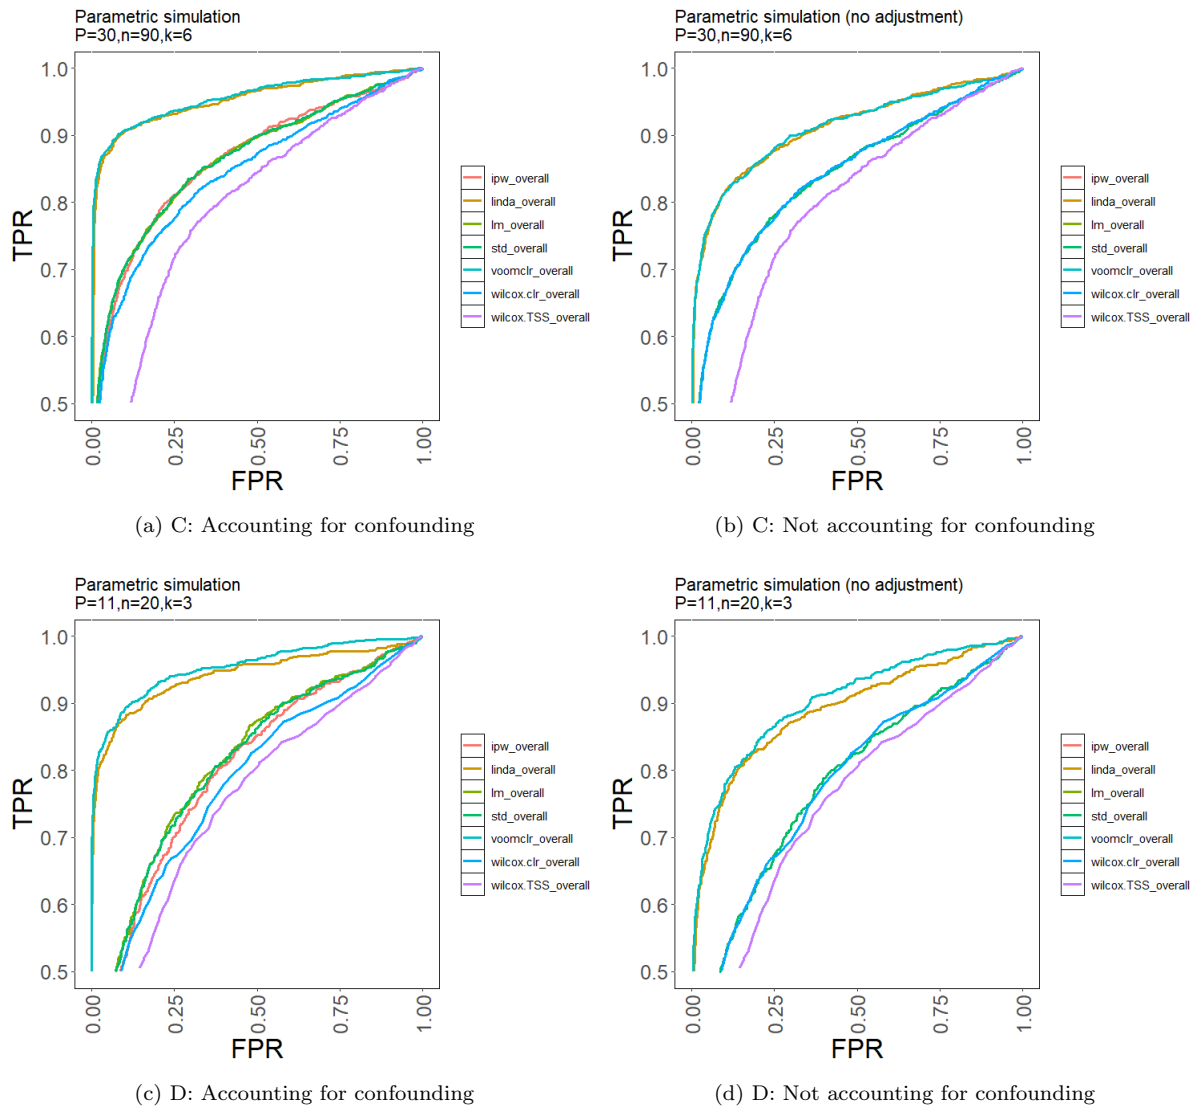 Parametric simulation
P=30,n=90,k=6
1.0
0.9
0.8
0.7
0.6
0.5
TPR
0.00
0.25
0.50
0.75
1.00
FPR
ipw_overall
linda_overall
lm_overall
std_overall
voomclr_overall
wilcox.clr_overall
wilcox.TSS_overall
(a) C: Accounting for confounding
Parametric simulation (no adjustment)
P=30,n=90,k=6
1.0
0.9
0.8
0.7
0.6
0.5
TPR
0.00
0.25
0.50
0.75
1.00
FPR
ipw_overall
linda_overall
lm_overall
std_overall
voomclr_overall
wilcox.clr_overall
wilcox.TSS_overall
(b) C: Not accounting for confounding
Parametric simulation
P=11,n=20,k=3
1.0
0.9
0.8
0.7
0.6
0.5
TPR
0.00
0.25
0.50
0.75
1.00
FPR
ipw_overall
linda_overall
lm_overall
std_overall
voomclr_overall
wilcox.clr_overall
wilcox.TSS_overall
(c) D: Accounting for confounding
Parametric simulation (no adjustment)
P=11,n=20,k=3
1.0
0.9
0.8
0.7
0.6
0.5
TPR
0.00
0.25
0.50
0.75
1.00
FPR
ipw_overall
linda_overall
lm_overall
std_overall
voomclr_overall
wilcox.clr_overall
wilcox.TSS_overall
(d) D: Not accounting for confounding